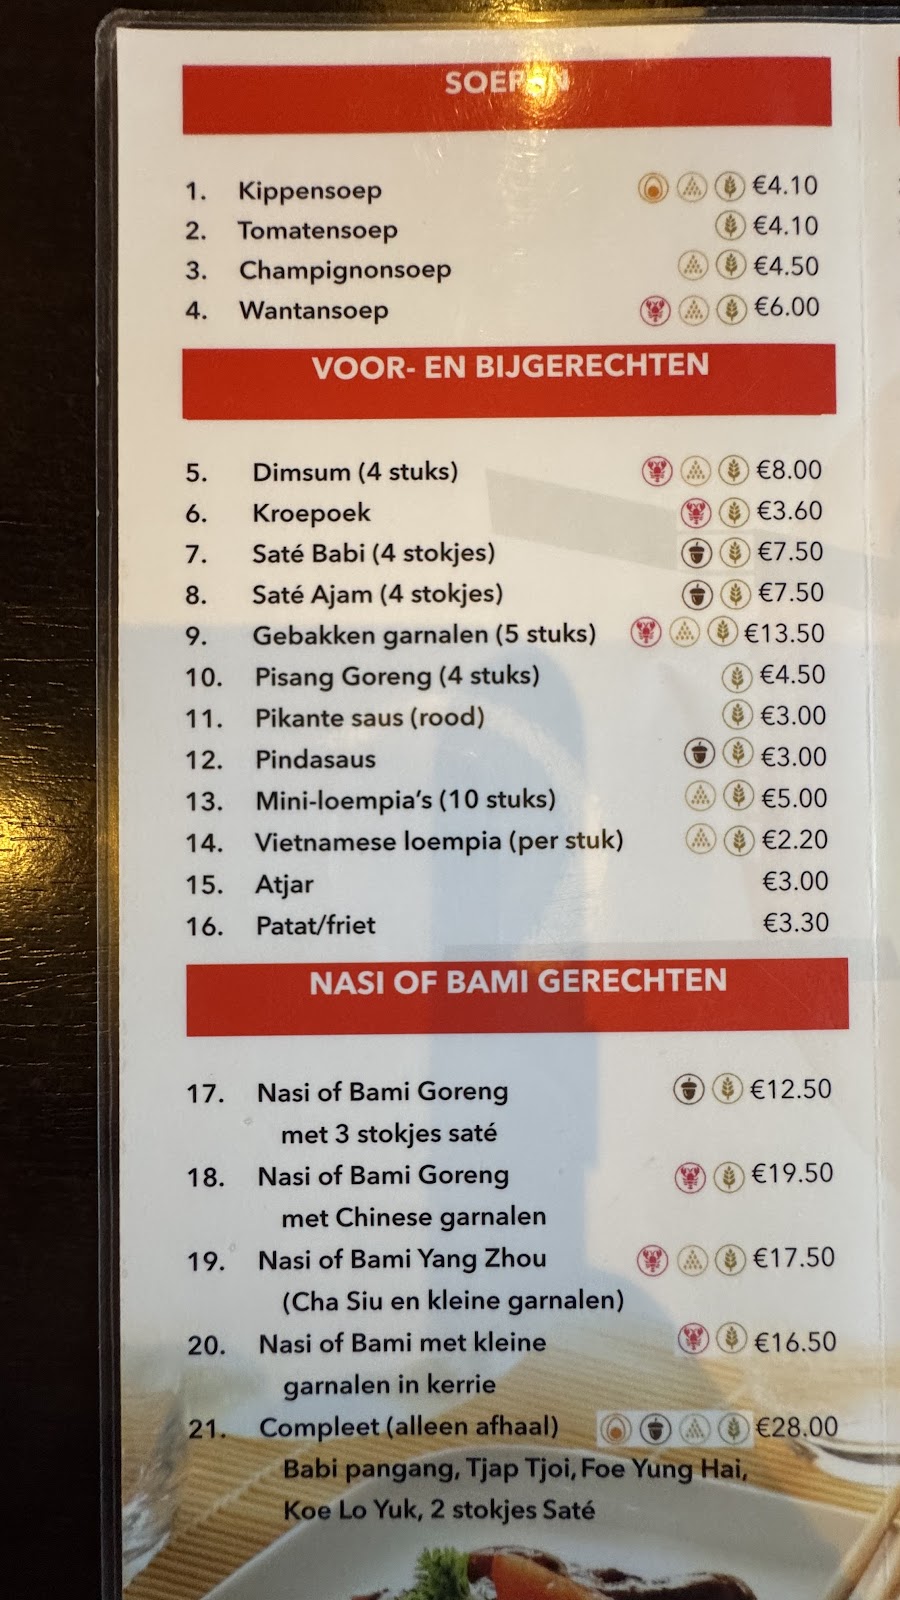 SOEPEN
1. Kippensoep €4.10
2. Tomatensoep €4.10
3. Champignonsoep €4.50
4. Wantansoep €6.00
VOOR- EN BIJGERECHTEN
5. Dimsum (4 stuks) €8.00
6. Kroepoek €3.60
7. Saté Babi (4 stokjes) €7.50
8. Saté Ajam (4 stokjes) €7.50
9. Gebakken garnalen (5 stuks) €13.50
10. Pisang Goreng (4 stuks) €4.50
11. Pikante saus (rood) €3.00
12. Pindasaus €3.00
13. Mini-loempia's (10 stuks) €5.00
14. Vietnamese loempia (per stuk) €2.20
15. Atjar €3.00
16. Patat/friet €3.30
NASI OF BAMI GERECHTEN
17. Nasi of Bami Goreng €12.50
met 3 stokjes saté
18. Nasi of Bami Goreng €19.50
met Chinese garnalen
19. Nasi of Bami Yang Zhou €17.50
(Cha Siu en kleine garnalen)
20. Nasi of Bami met kleine €16.50
garnalen in kerrie
21. Compleet (alleen afhaal) €28.00
Babi pangang, Tjap Tjoi, Foe Yung Hai,
Koe Lo Yuk, 2 stokjes Saté